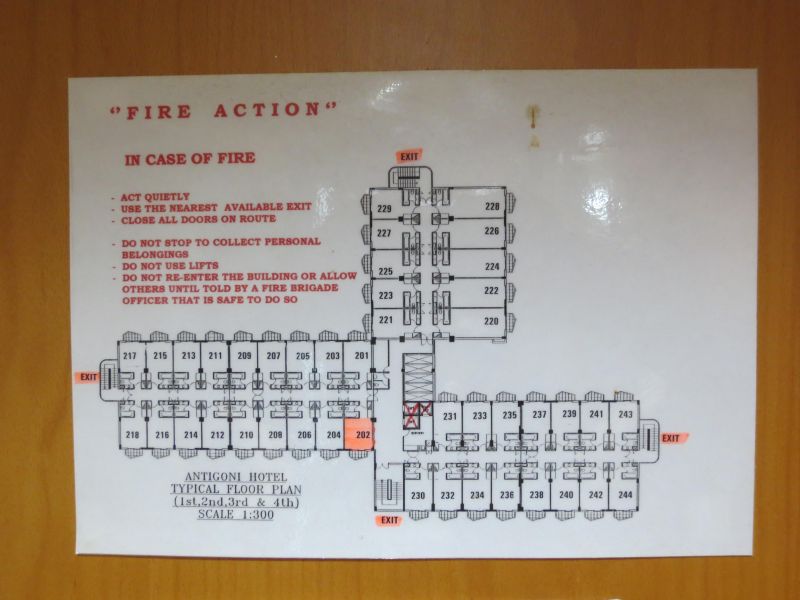 ‘’FIRE ACTION’’
IN CASE OF FIRE
- ACT QUIETLY
- USE THE NEAREST AVAILABLE EXIT
- CLOSE ALL DOORS ON ROUTE
- DO NOT STOP TO COLLECT PERSONAL
BELONGINGS
- DO NOT USE LIFTS
- DO NOT RE-ENTER THE BUILDING OR ALLOW
OTHERS UNTIL TOLD BY A FIRE BRIGADE
OFFICER THAT IS SAFE TO DO SO
EXIT
229 228
227 226
225 224
223 222
221 220
217 215 213 211 209 207 205 203 201
EXIT
218 216 214 212 210 208 206 204 202
231 233 235 237 239 241 243
EXIT
230 232 234 236 238 240 242 244
EXIT
ANTIGONI HOTEL
TYPICAL FLOOR PLAN
(1st,2nd,3rd & 4th)
SCALE 1:300